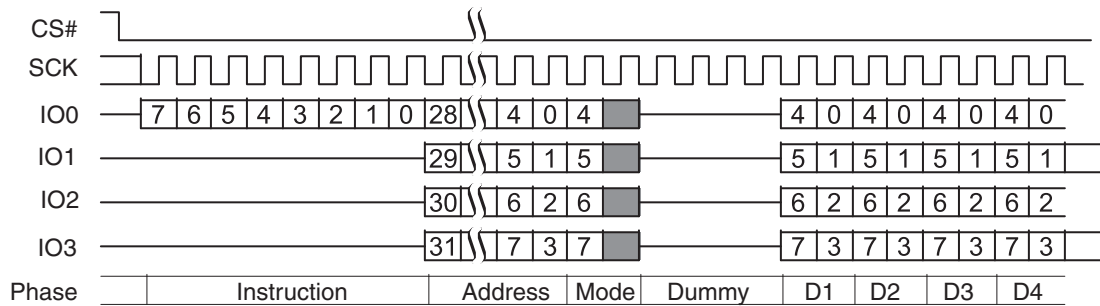 CS#
SCK
IO0 7 6 5 4 3 2 1 0 28 4 0 4 4 0 4 0 4 0 4 0
IO1 29 5 1 5 5 1 5 1 5 1 5 1
IO2 30 6 2 6 6 2 6 2 6 2 6 2
IO3 31 7 3 7 7 3 7 3 7 3 7 3
Phase Instruction Address Mode Dummy D1 D2 D3 D4